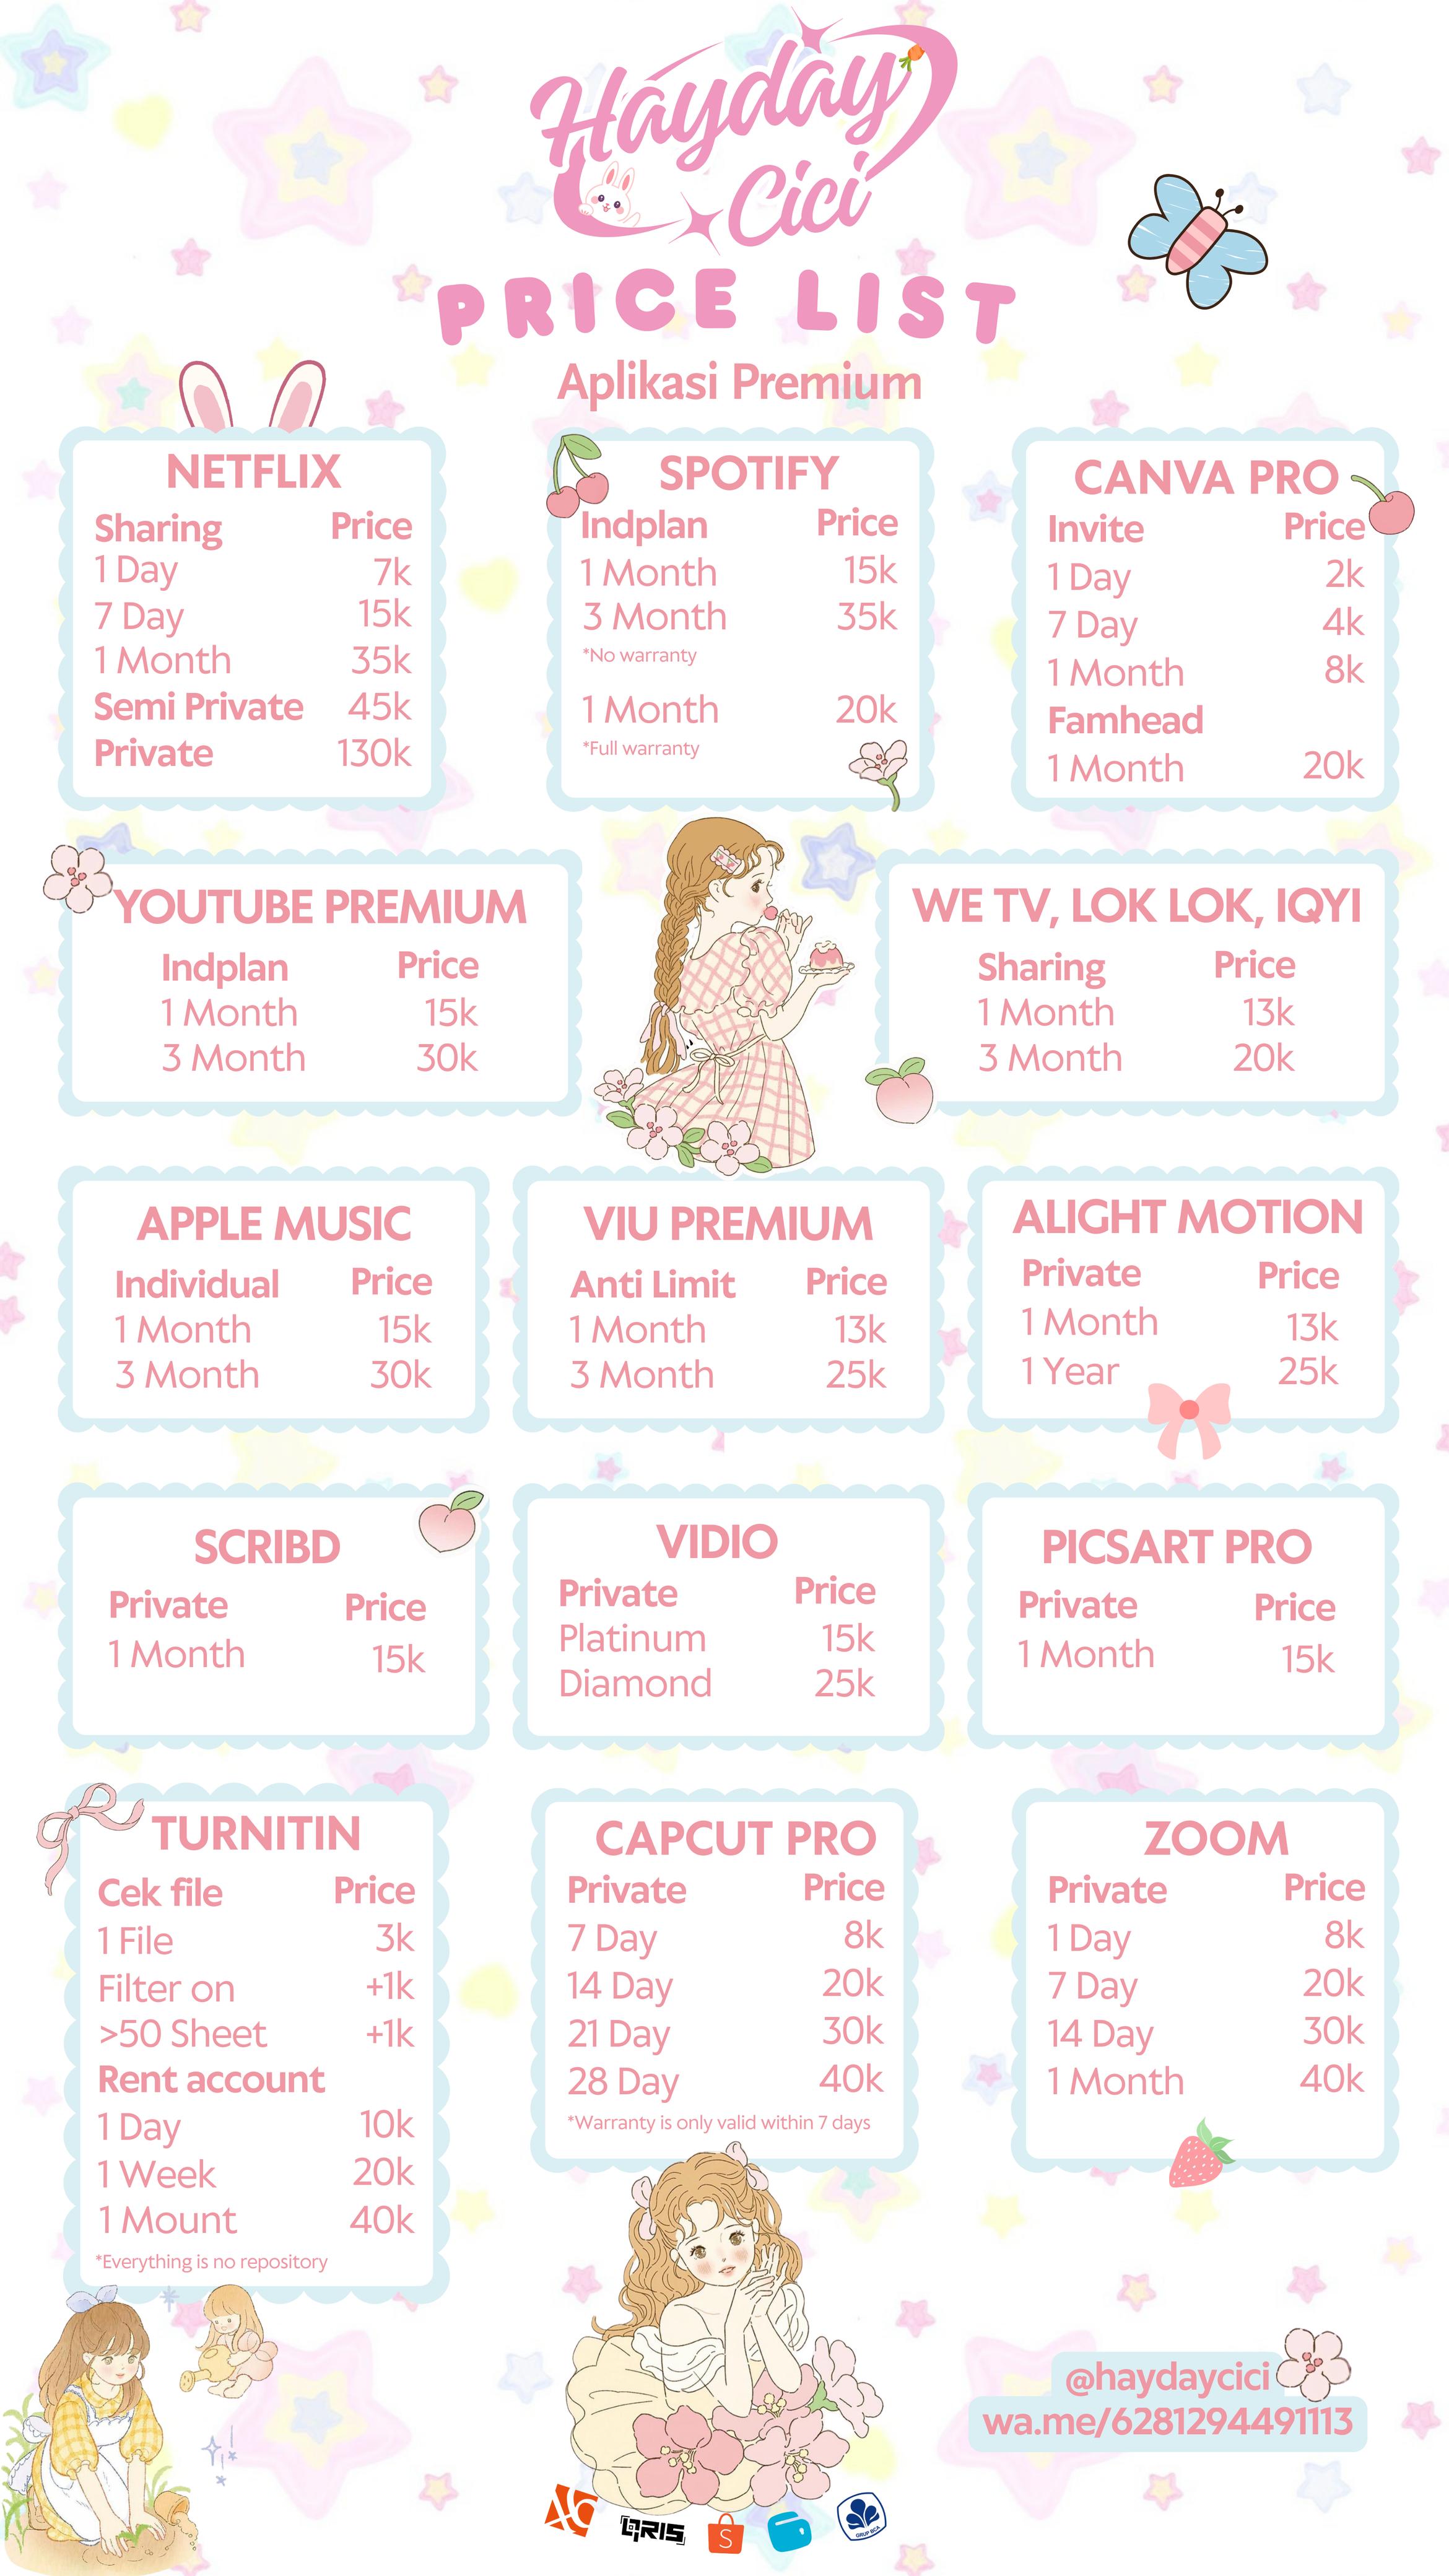 Hayday
Cici
PRICE LIST
Aplikasi Premium
NETFLIX
Sharing Price
1 Day 7k
7 Day 15k
1 Month 35k
Semi Private 45k
Private 130k
SPOTIFY
Indplan Price
1 Month 15k
3 Month 35k
*No warranty
1 Month 20k
*Full warranty
CANVA PRO
Invite Price
1 Day 2k
7 Day 4k
1 Month 8k
Famhead
1 Month 20k
YOUTUBE PREMIUM
Indplan Price
1 Month 15k
3 Month 30k
WE TV, LOK LOK, IQYI
Sharing Price
1 Month 13k
3 Month 20k
APPLE MUSIC
Individual Price
1 Month 15k
3 Month 30k
VIU PREMIUM
Anti Limit Price
1 Month 13k
3 Month 25k
ALIGHT MOTION
Private Price
1 Month 13k
1 Year 25k
SCRIBD
Private Price
1 Month 15k
VIDIO
Private Price
Platinum 15k
Diamond 25k
PICSART PRO
Private Price
1 Month 15k
TURNITIN
Cek file Price
1 File 3k
Filter on +1k
>50 Sheet +1k
Rent account
1 Day 10k
1 Week 20k
1 Mount 40k
*Everything is no repository
CAPCUT PRO
Private Price
7 Day 8k
14 Day 20k
21 Day 30k
28 Day 40k
*Warranty is only valid within 7 days
ZOOM
Private Price
1 Day 8k
7 Day 20k
14 Day 30k
1 Month 40k
@haydaycici
wa.me/6281294491113
QRIS
S
GRUP BCA